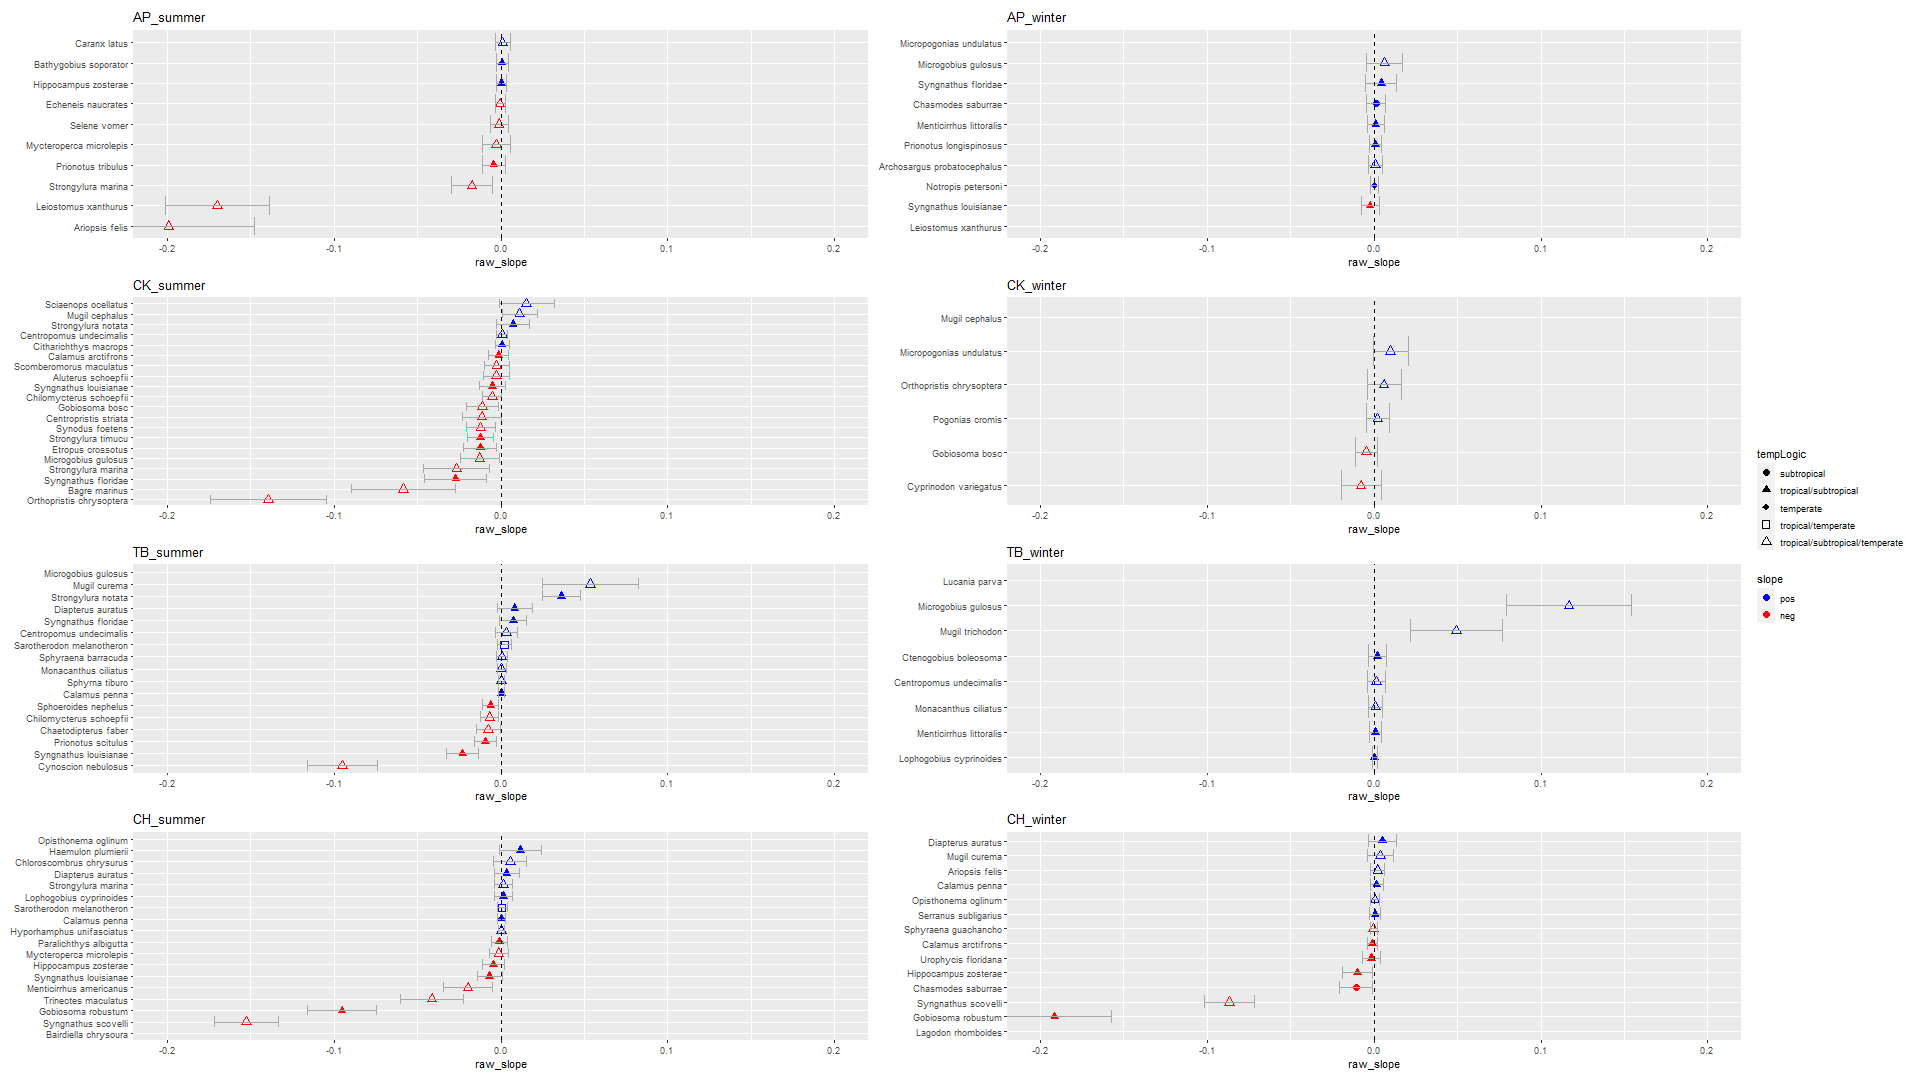 AP_summer
Caranx latus
Bathygobius soporator
Hippocampus zosterae
Echeneis naucrates
Selene vomer
Mycteroperca microlepis
Prionotus tribulus
Strongylura marina
Leiostomus xanthurus
Ariopsis felis
-0.2 -0.1 0.0 0.1 0.2
raw_slope
AP_winter
Micropogonias undulatus
Microgobius gulosus
Syngnathus floridae
Chasmodes saburrae
Menticirrhus littoralis
Prionotus longispinosus
Archosargus probatocephalus
Notropis petersoni
Syngnathus louisianae
Leiostomus xanthurus
-0.2 -0.1 0.0 0.1 0.2
raw_slope
CK_summer
Sciaenops ocellatus
Mugil cephalus
Strongylura notata
Centropomus undecimalis
Citharichthys macrops
Calamus arctifrons
Scomberomorus maculatus
Aluterus schoepfii
Syngnathus louisianae
Chilomycterus schoepfii
Gobiosoma bosc
Centropristis striata
Synodus foetens
Strongylura timucu
Etropus crossotus
Microgobius gulosus
Strongylura marina
Syngnathus floridae
Bagre marinus
Orthopristis chrysoptera
-0.2 -0.1 0.0 0.1 0.2
raw_slope
CK_winter
Mugil cephalus
Micropogonias undulatus
Orthopristis chrysoptera
Pogonias cromis
Gobiosoma bosc
Cyprinodon variegatus
-0.2 -0.1 0.0 0.1 0.2
raw_slope
TB_summer
Microgobius gulosus
Mugil curema
Strongylura notata
Diapterus auratus
Syngnathus floridae
Centropomus undecimalis
Sarotherodon melanotheron
Sphyraena barracuda
Monacanthus ciliatus
Sphyrna tiburo
Calamus penna
Sphoeroides nephelus
Chilomycterus schoepfii
Chaetodipterus faber
Prionotus scitulus
Syngnathus louisianae
Cynoscion nebulosus
-0.2 -0.1 0.0 0.1 0.2
raw_slope
TB_winter
Lucania parva
Microgobius gulosus
Mugil trichodon
Ctenogobius boleosoma
Centropomus undecimalis
Monacanthus ciliatus
Menticirrhus littoralis
Lophogobius cyprinoides
-0.2 -0.1 0.0 0.1 0.2
raw_slope
CH_summer
Opisthonema oglinum
Haemulon plumierii
Chloroscombrus chrysurus
Diapterus auratus
Strongylura marina
Lophogobius cyprinoides
Sarotherodon melanotheron
Calamus penna
Hyporhamphus unifasciatus
Paralichthys albigutta
Mycteroperca microlepis
Hippocampus zosterae
Syngnathus louisianae
Menticirrhus americanus
Trinectes maculatus
Gobiosoma robustum
Syngnathus scovelli
Bairdiella chrysoura
-0.2 -0.1 0.0 0.1 0.2
raw_slope
CH_winter
Diapterus auratus
Mugil curema
Ariopsis felis
Calamus penna
Opisthonema oglinum
Serranus subligarius
Sphyraena guachancho
Calamus arctifrons
Urophycis floridana
Hippocampus zosterae
Chasmodes saburrae
Syngnathus scovelli
Gobiosoma robustum
Lagodon rhomboides
-0.2 -0.1 0.0 0.1 0.2
raw_slope
tempLogic
subtropical
tropical/subtropical
temperate
tropical/temperate
tropical/subtropical/temperate
slope
pos
neg